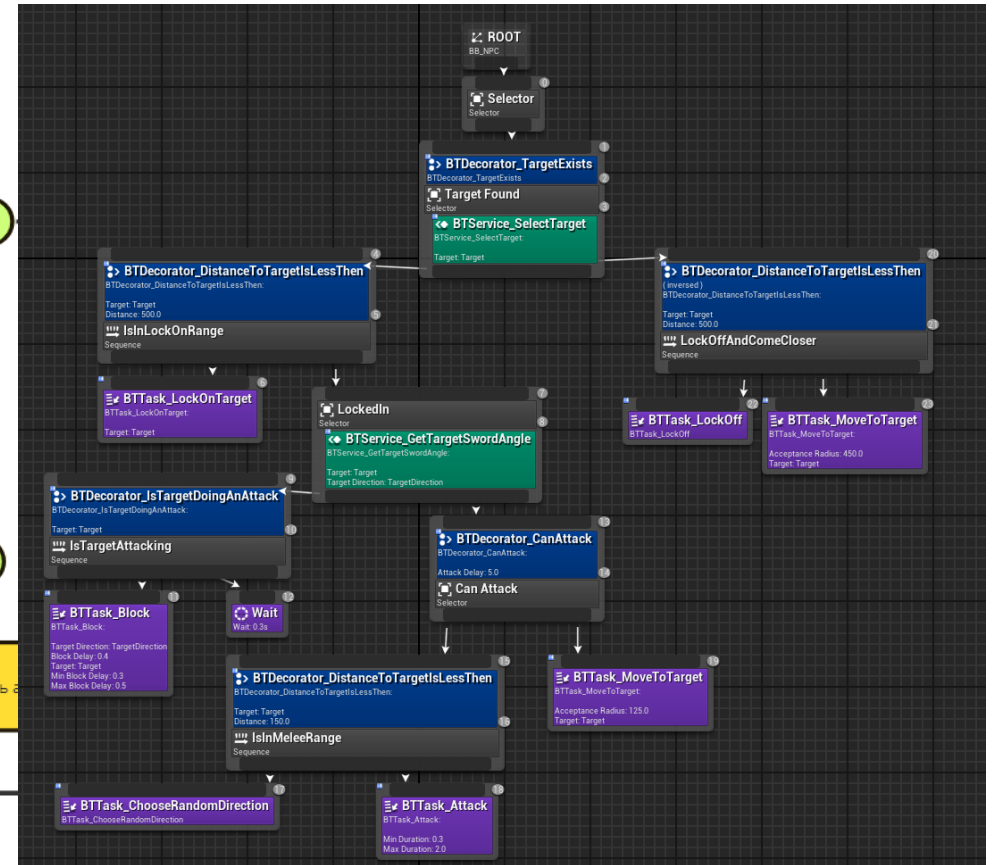 ROOT
BB_NPC
0
Selector
Selector
1
BTDecorator_TargetExists
BTDecorator_TargetExists
2
Target Found
Selector
3
BTService_SelectTarget
BTService_SelectTarget:
Target: Target
4
BTDecorator_DistanceToTargetIsLessThen
BTDecorator_DistanceToTargetIsLessThen:
Target: Target
Distance: 500.0
5
IsInLockOnRange
Sequence
20
BTDecorator_DistanceToTargetIsLessThen
( inversed )
BTDecorator_DistanceToTargetIsLessThen:
Target: Target
Distance: 500.0
21
LockOffAndComeCloser
Sequence
6
BTTask_LockOnTarget
BTTask_LockOnTarget:
Target: Target
7
LockedIn
Selector
8
BTService_GetTargetSwordAngle
BTService_GetTargetSwordAngle:
Target: Target
Target Direction: TargetDirection
22
BTTask_LockOff
BTTask_LockOff
23
BTTask_MoveToTarget
BTTask_MoveToTarget:
Acceptance Radius: 450.0
Target: Target
9
BTDecorator_IsTargetDoingAnAttack
BTDecorator_IsTargetDoingAnAttack:
Target: Target
10
IsTargetAttacking
Sequence
13
BTDecorator_CanAttack
BTDecorator_CanAttack:
Attack Delay: 5.0
14
Can Attack
Selector
11
BTTask_Block
BTTask_Block:
Target Direction: TargetDirection
Block Delay: 0.4
Target: Target
Min Block Delay: 0.3
Max Block Delay: 0.5
12
Wait
Wait: 0.3s
15
BTDecorator_DistanceToTargetIsLessThen
BTDecorator_DistanceToTargetIsLessThen:
Target: Target
Distance: 150.0
16
IsInMeleeRange
Sequence
19
BTTask_MoveToTarget
BTTask_MoveToTarget:
Acceptance Radius: 125.0
Target: Target
17
BTTask_ChooseRandomDirection
BTTask_ChooseRandomDirection
18
BTTask_Attack
BTTask_Attack:
Min Duration: 0.3
Max Duration: 2.0